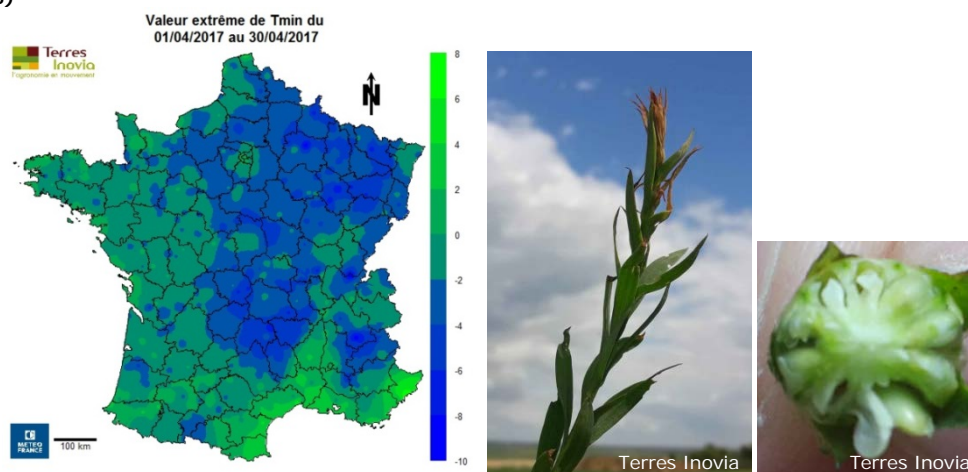 Valeur extrême de Tmin du
01/04/2017 au 30/04/2017
Terres
Inovia
l'agronomie en mouvement
N
8
6
4
2
0
-2
-4
-6
-8
-10
METEO
FRANCE
100 km
Terres Inovia
Terres Inovia